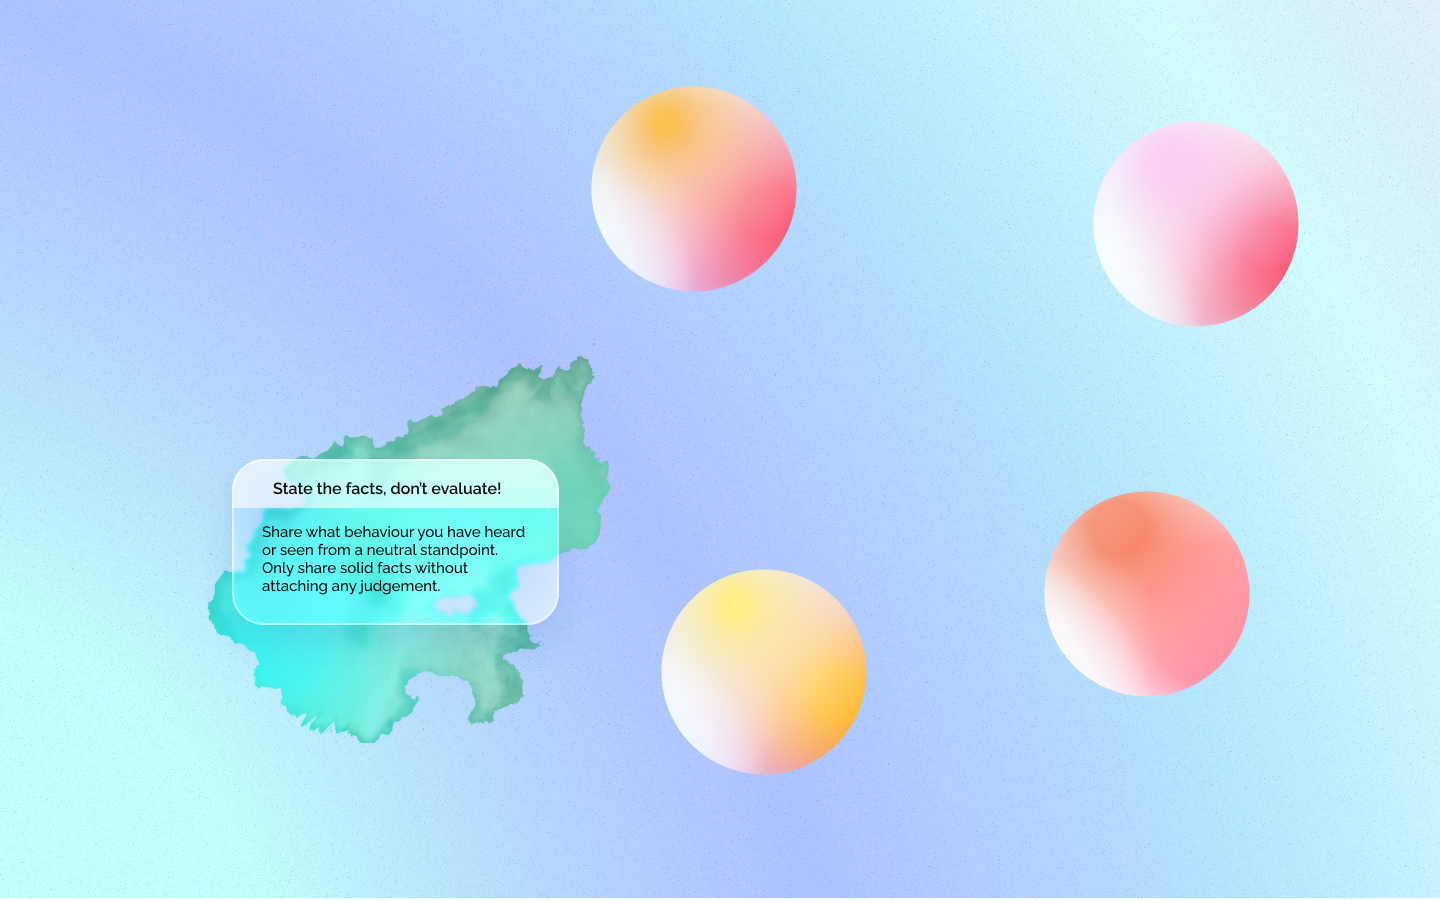 State the facts, don't evaluate!
Share what behaviour you have heard
or seen from a neutral standpoint.
Only share solid facts without
attaching any judgement.